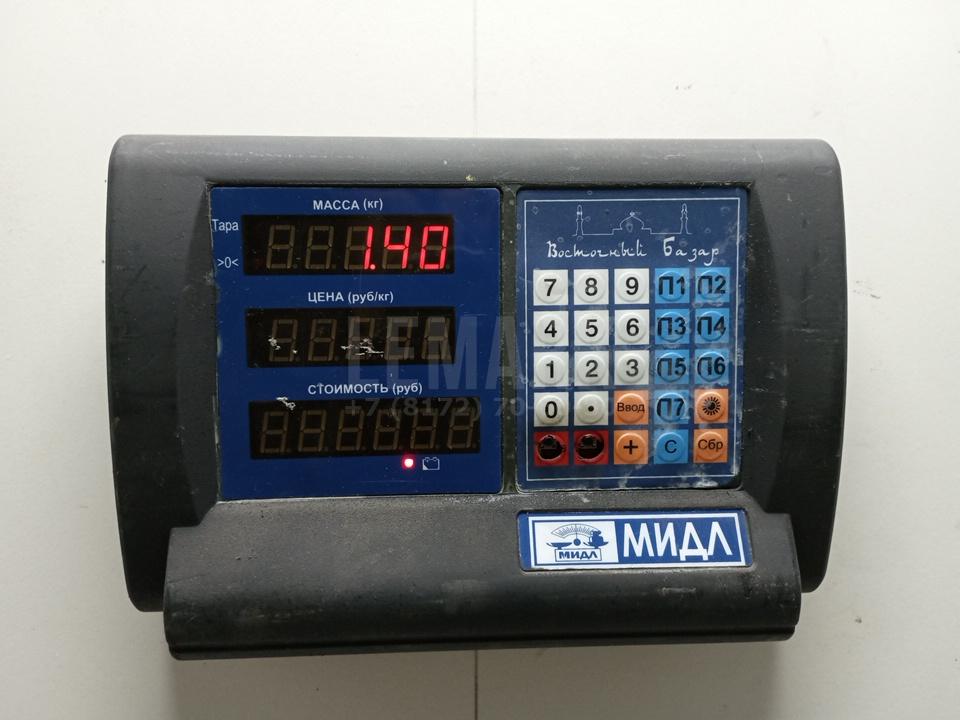 МАССА (кг)
Тара
1.40
>0<
ЦЕНА (руб/кг)
СТОИМОСТЬ (руб)
Восточный Базар
7 8 9 П1 П2
4 5 6 П3 П4
1 2 3 П5 П6
0 • Ввод П7
+ С Сбр
МИДЛ
МИДЛ